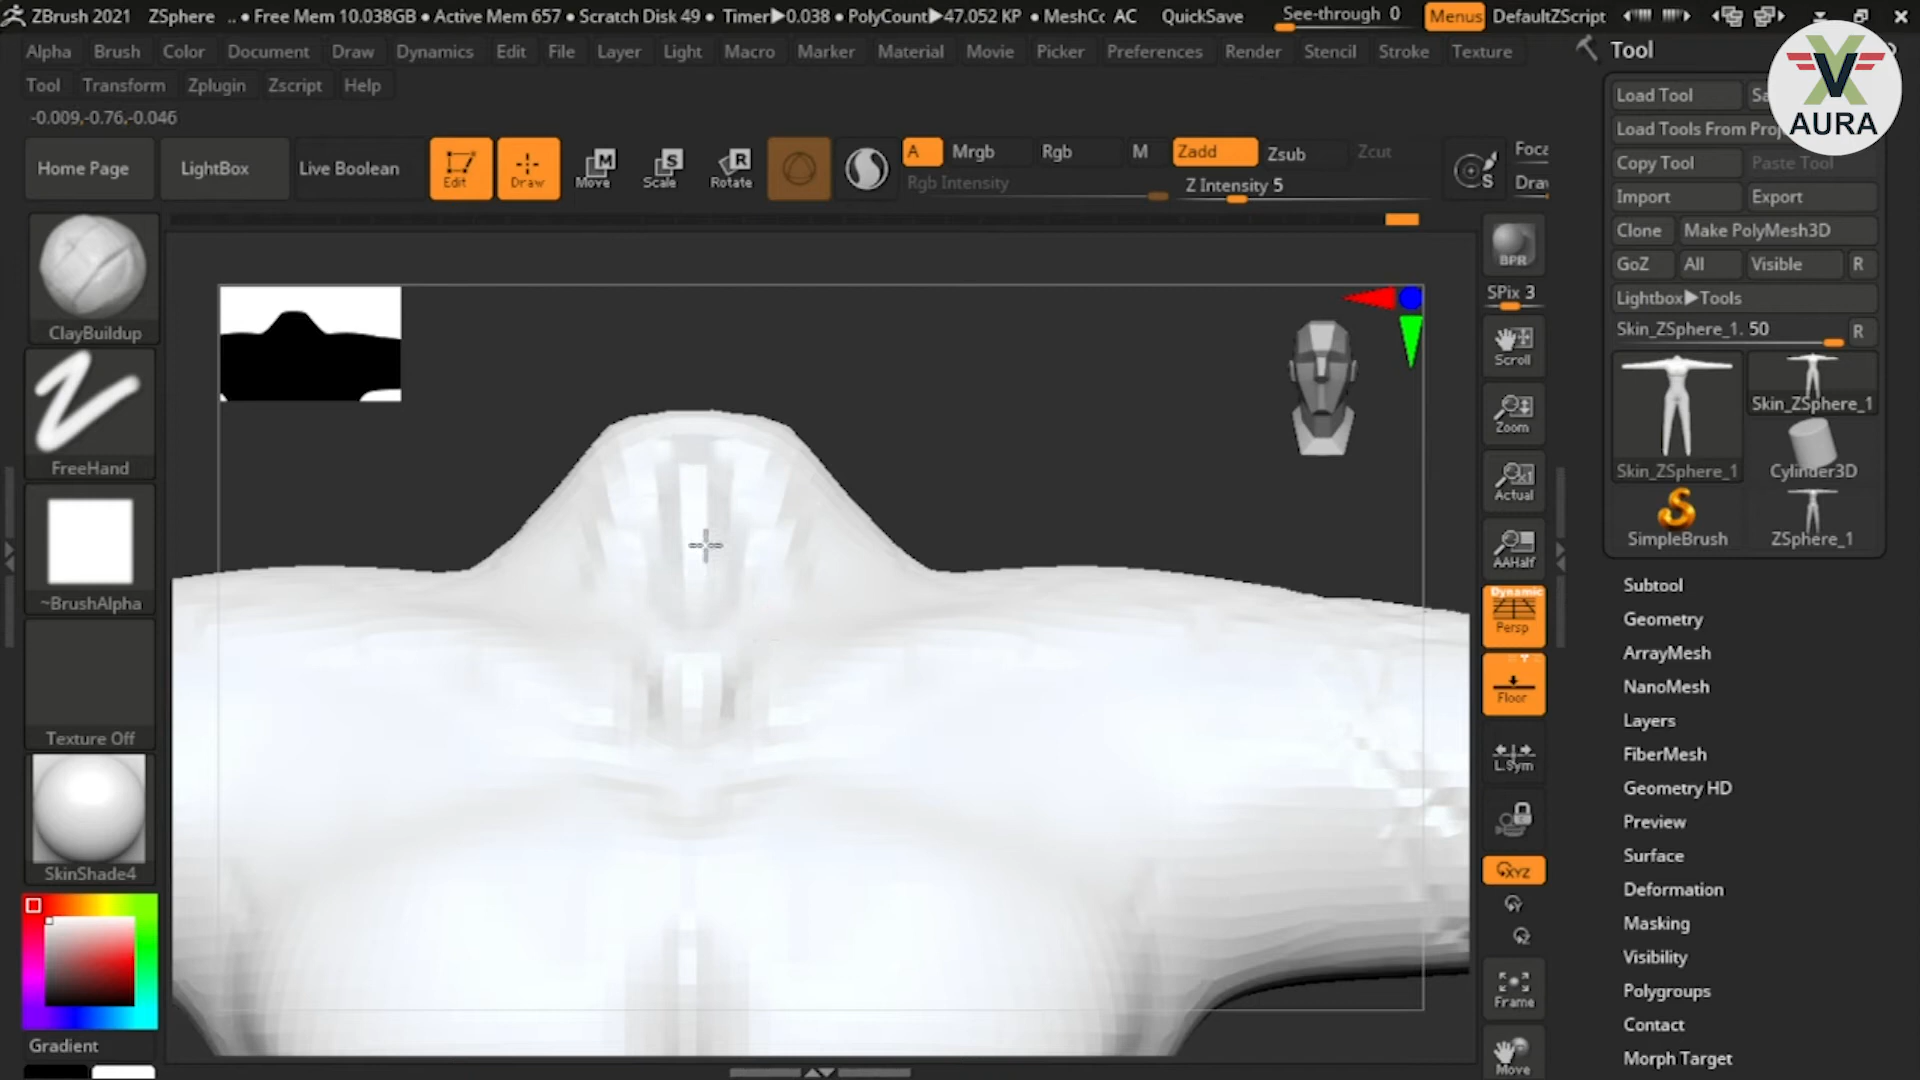 ZBrush 2021 ZSphere .. • Free Mem 10.038GB • Active Mem 657 • Scratch Disk 49 • Timer▶0.038 • PolyCount▶47.052 KP • MeshCo AC QuickSave See-through 0 Menus DefaultZScript
Alpha Brush Color Document Draw Dynamics Edit File Layer Light Macro Marker Material Movie Picker Preferences Render Stencil Stroke Texture
Tool Transform Zplugin Zscript Help
-0.009,-0.76,-0.046
Home Page LightBox Live Boolean Edit Draw M Move S Scale R Rotate A Mrgb Rgb M Zadd Zsub Zcut
Rgb Intensity Z Intensity 5 S Foca Draw
ClayBuildup
FreeHand
~BrushAlpha
Texture Off
SkinShade4
Gradient
BPR
SPix 3
Scroll
Zoom
Actual
AAHalf
Dynamic
Persp
Floor
L.Sym
XYZ
Y
Z
Frame
Move
Tool
VX
AURA
Load Tool Sa
Load Tools From Proj
Copy Tool Paste Tool
Import Export
Clone Make PolyMesh3D
GoZ All Visible R
Lightbox▶Tools
Skin_ZSphere_1. 50 R
Skin_ZSphere_1
Skin_ZSphere_1 Cylinder3D
SimpleBrush ZSphere_1
Subtool
Geometry
ArrayMesh
NanoMesh
Layers
FiberMesh
Geometry HD
Preview
Surface
Deformation
Masking
Visibility
Polygroups
Contact
Morph Target